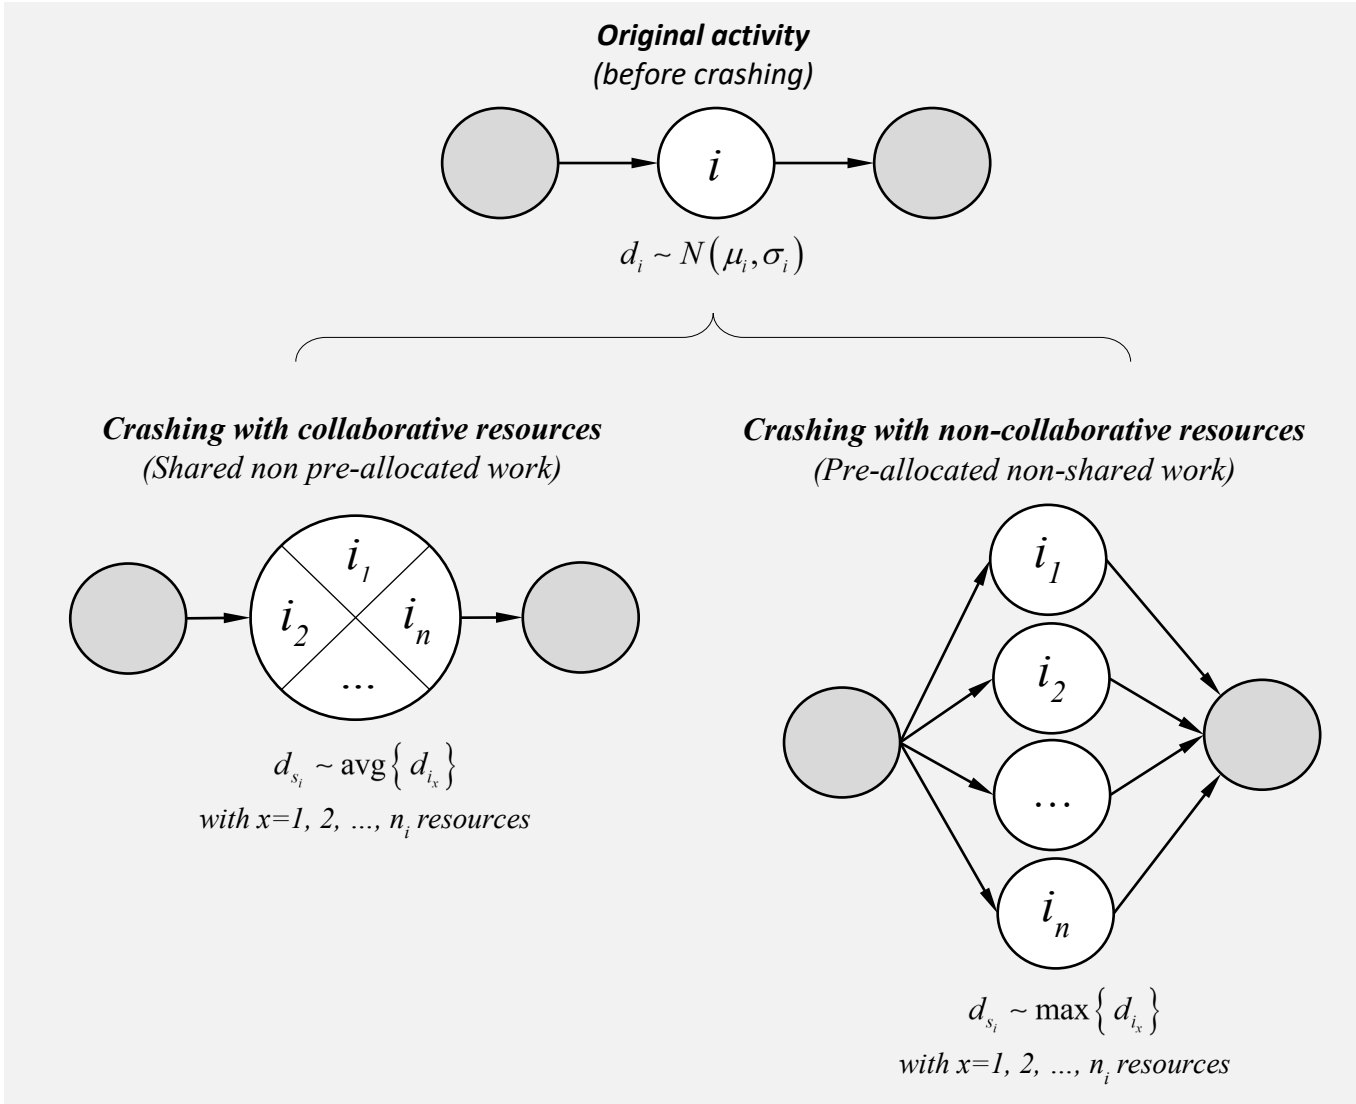 Original activity
(before crashing)
i
d_i ~ N(μ_i, σ_i)
Crashing with collaborative resources
(Shared non pre-allocated work)
i_1
i_2
i_n
...
d_{s_i} ~ avg{ d_{i_x} }
with x=1, 2, ..., n_i resources
Crashing with non-collaborative resources
(Pre-allocated non-shared work)
i_1
i_2
...
i_n
d_{s_i} ~ max{ d_{i_x} }
with x=1, 2, ..., n_i resources